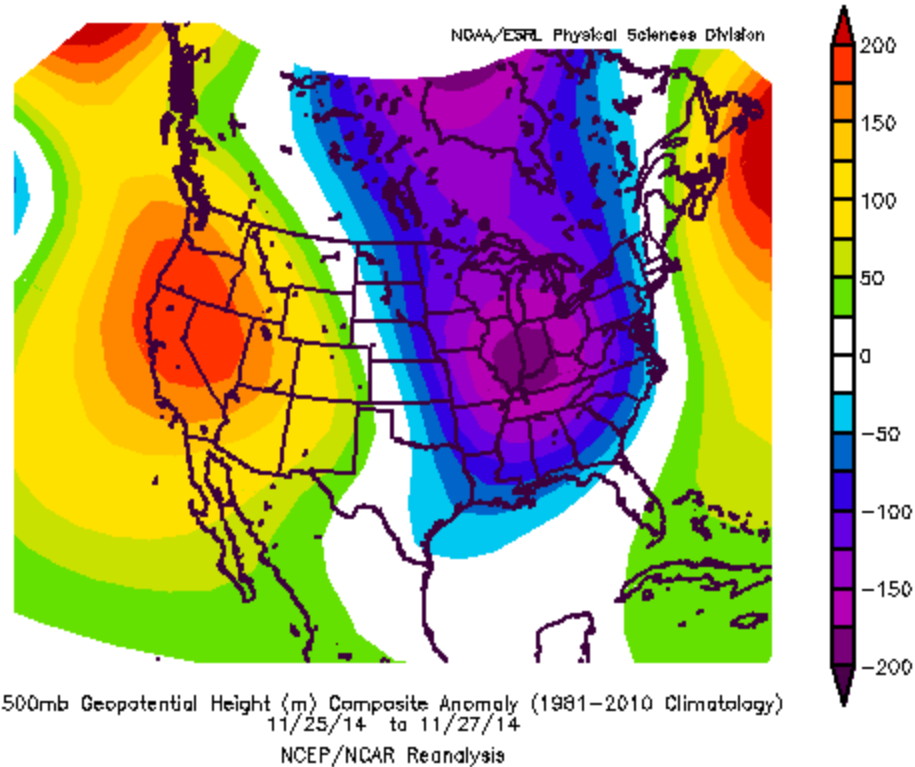 NOAA/ESRL Physical Sciences Division
200
150
100
50
0
-50
-100
-150
-200
500mb Geopotential Height (m) Composite Anomaly (1981-2010 Climatology)
11/25/14 to 11/27/14
NCEP/NCAR Reanalysis